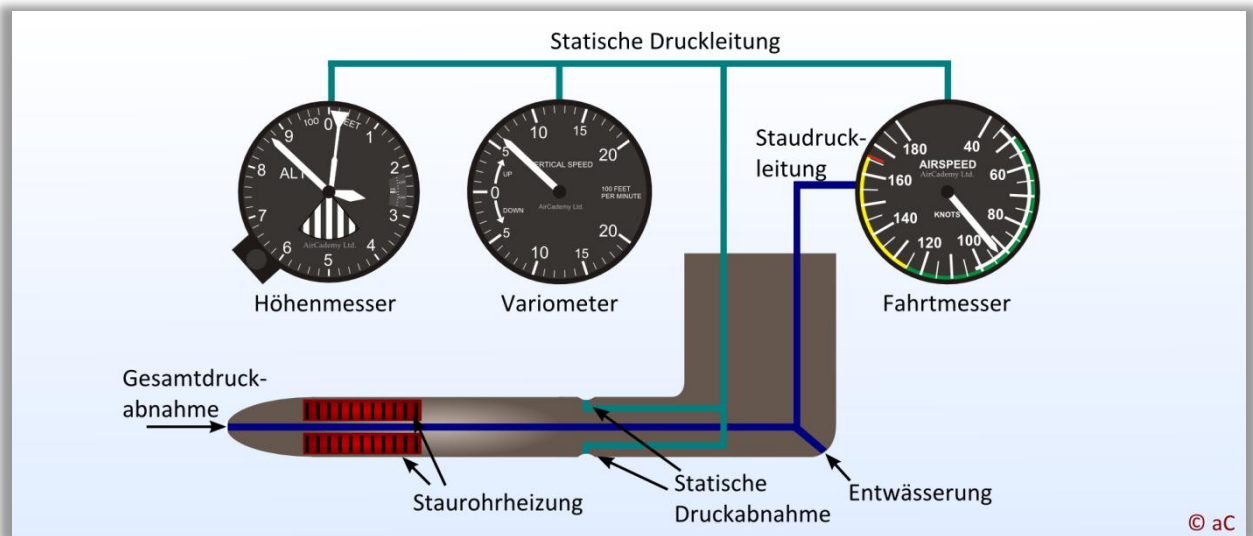 Statische Druckleitung
100 FEET
0
1
2
3
4
5
6
7
8
9
ALT
AirCademy Ltd.
Höhenmesser
5
10
15
20
VERTICAL SPEED
UP
0
100 FEET
PER MINUTE
DOWN
AirCademy Ltd.
5
10
15
20
Variometer
Staudruck-
leitung
40
60
80
100
120
140
160
180
AIRSPEED
AirCademy Ltd.
KNOTS
Fahrtmesser
Gesamtdruck-
abnahme
Staurohrheizung
Statische
Druckabnahme
Entwässerung
© aC